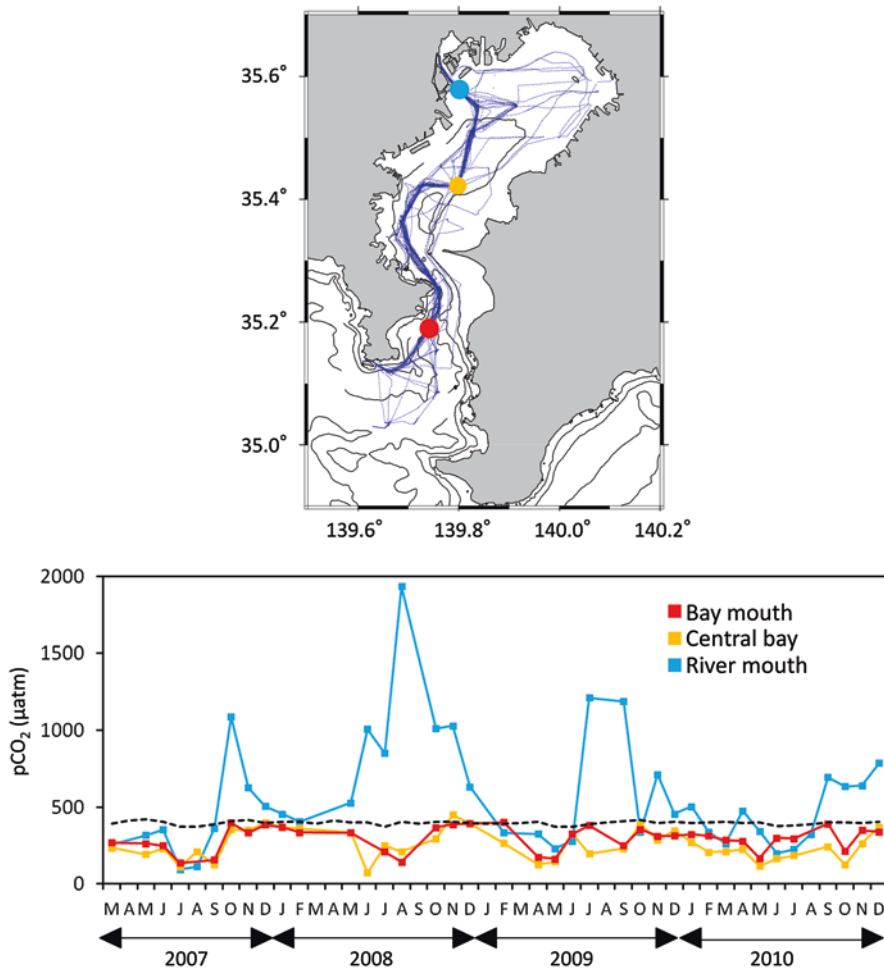 35.6°
35.4°
35.2°
35.0°
139.6° 139.8° 140.0° 140.2°
2000
1500
1000
500
0
pCO₂ (µatm)
Bay mouth
Central bay
River mouth
M A M J J A S O N D J F M A M J J A S O N D J F M A M J J A S O N D J F M A M J J A S O N D
2007 2008 2009 2010